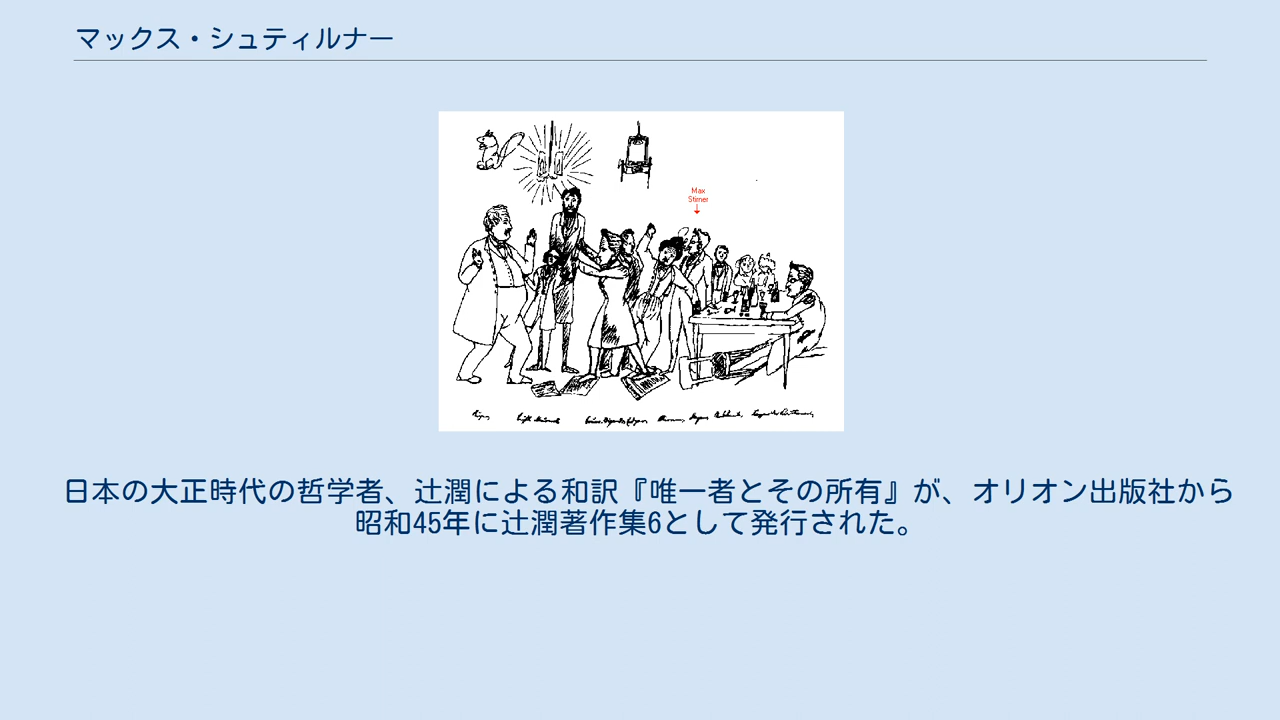 マックス・シュティルナー
Max
Stirner
日本の大正時代の哲学者、辻潤による和訳『唯一者とその所有』が、オリオン出版社から
昭和45年に辻潤著作集6として発行された。